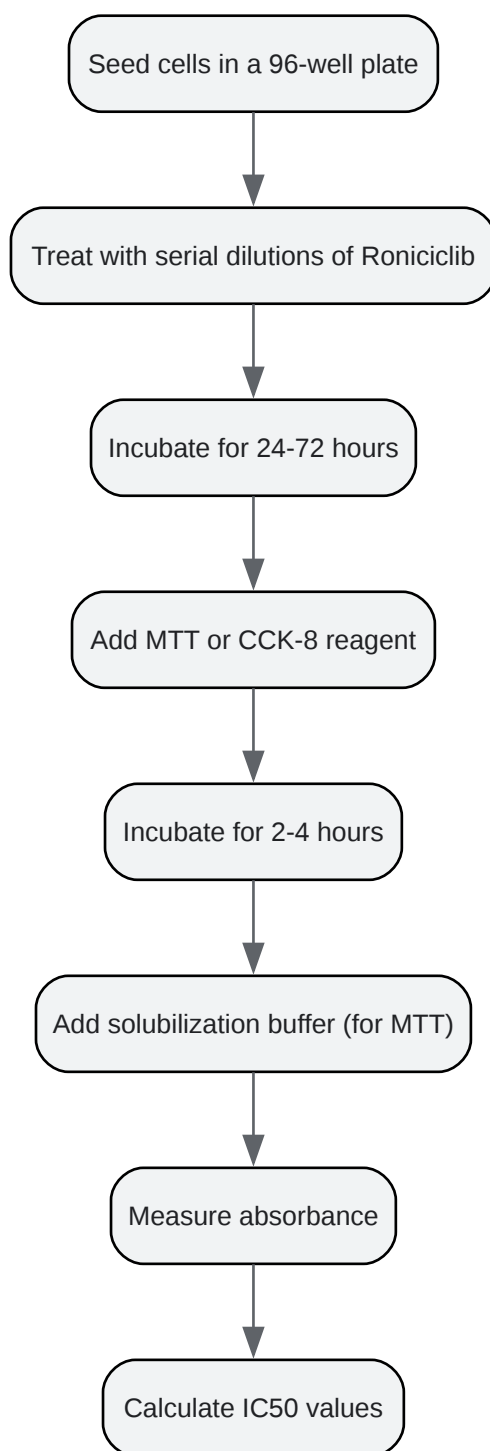 Seed cells in a 96-well plate
Treat with serial dilutions of Roniciclib
Incubate for 24-72 hours
Add MTT or CCK-8 reagent
Incubate for 2-4 hours
Add solubilization buffer (for MTT)
Measure absorbance
Calculate IC50 values